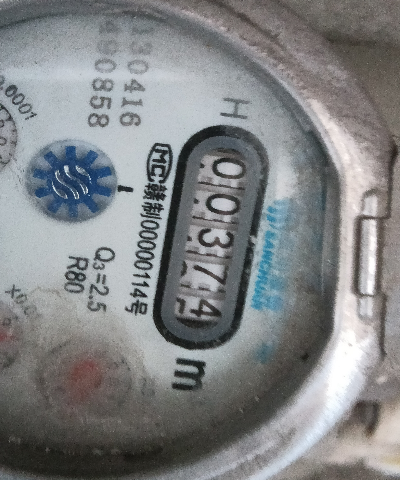 SANCHUAN
H 00374 m
MC 赣制00000114号
130416
490858
Q3=2.5
R80
0.0001